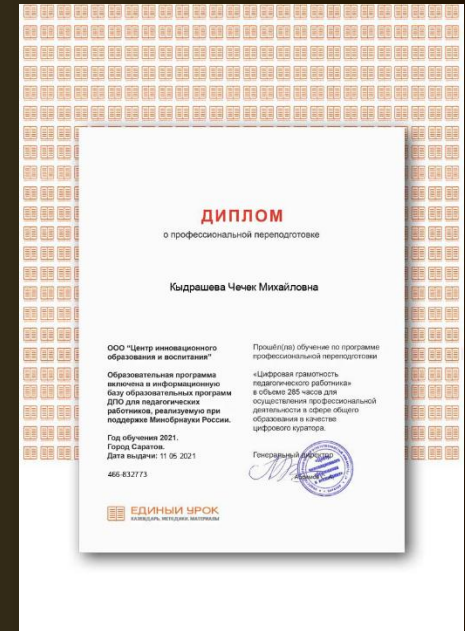 ДИПЛОМ
о профессиональной переподготовке
Кыдрашева Чечек Михайловна
ООО "Центр инновационного
образования и воспитания"
Образовательная программа
включена в информационную
базу образовательных программ
ДПО для педагогических
работников, реализуемую при
поддержке Минобрнауки России.
Год обучения 2021.
Город Саратов.
Дата выдачи: 11 05 2021
466-832773
Прошёл(ла) обучение по программе
профессиональной переподготовки
«Цифровая грамотность
педагогического работника»
в объеме 285 часов для
осуществления профессиональной
деятельности в сфере общего
образования в качестве
цифрового куратора.
Генеральный директор
ЕДИНЫЙ УРОК
КАЛЕНДАРЬ, МЕТОДИКИ, МАТЕРИАЛЫ